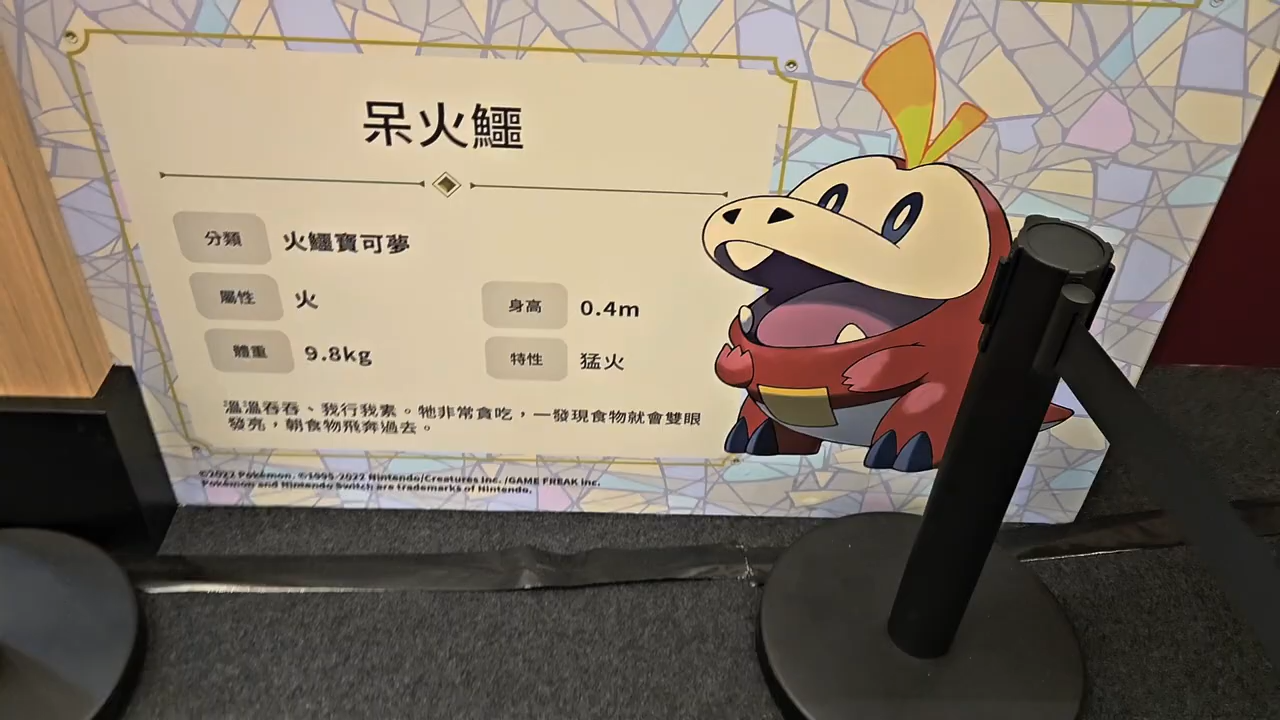 呆火鱷
分類 火鱷寶可夢
屬性 火
身高 0.4m
體重 9.8kg
特性 猛火
溫溫吞吞、我行我素。牠非常貪吃，一發現食物就會雙眼
發亮，朝食物飛奔過去。
©2022 Pokémon. ©1995-2022 Nintendo/Creatures Inc. /GAME FREAK inc.
Pokémon and Nintendo Switch are trademarks of Nintendo.